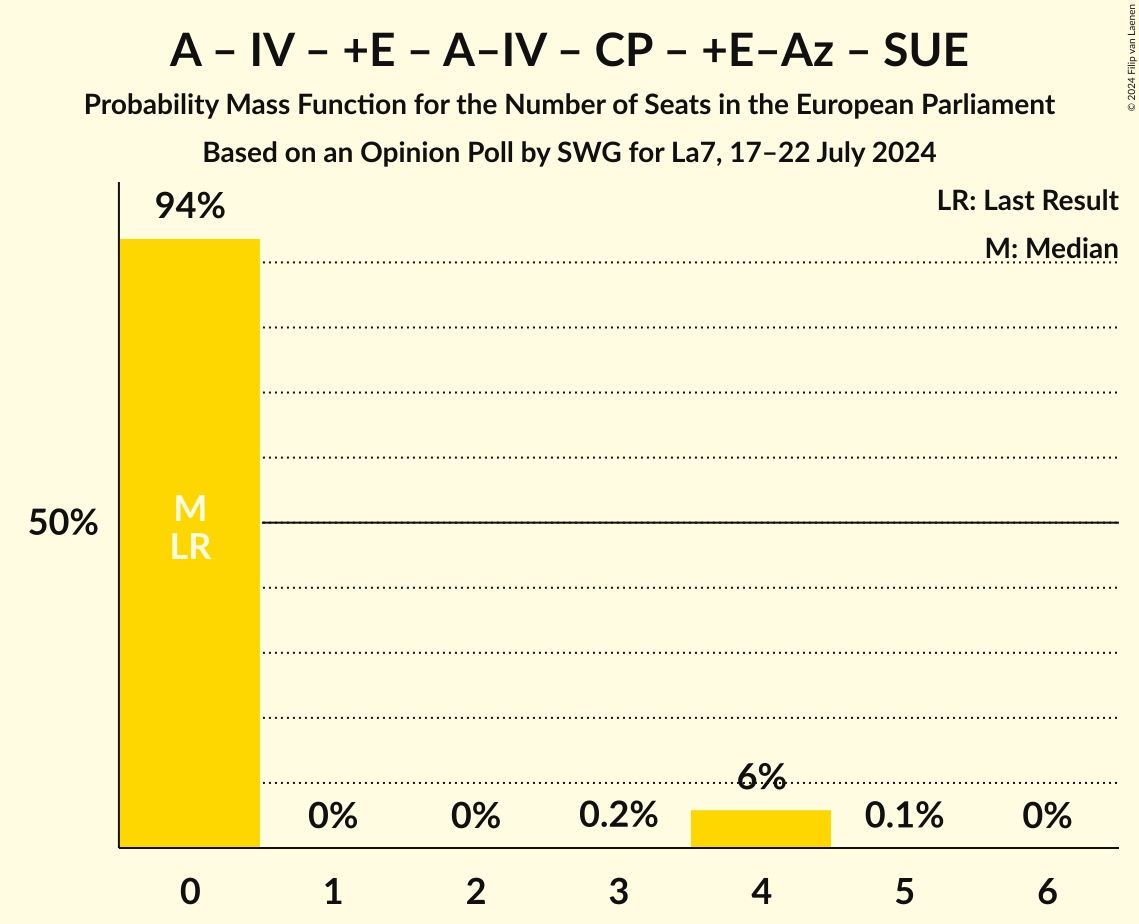 A – IV – +E – A–IV – CP – +E–Az – SUE
Probability Mass Function for the Number of Seats in the European Parliament
Based on an Opinion Poll by SWG for La7, 17–22 July 2024
© 2024 Filip van Laenen
LR: Last Result
M: Median
94%
50%
M
LR
0%
0%
0.2%
6%
0.1%
0%
0
1
2
3
4
5
6